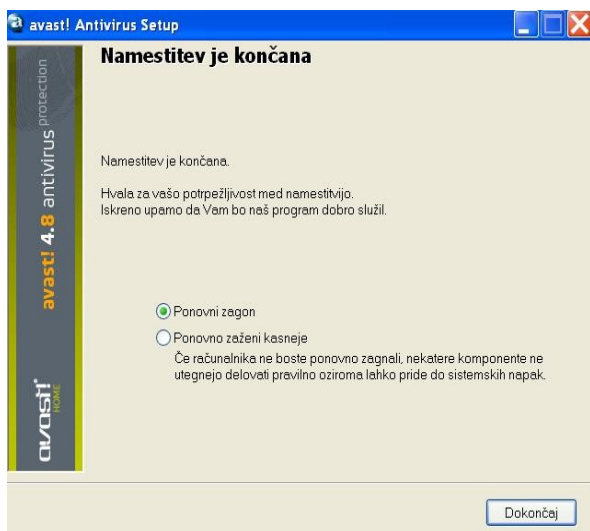 avast! Antivirus Setup
Namestitev je končana
avast! 4.8 antivirus protection
avast!
HOME
Namestitev je končana.
Hvala za vašo potrpežljivost med namestitvijo.
Iskreno upamo da Vam bo naš program dobro služil.
Ponovni zagon
Ponovno zaženi kasneje
Če računalnika ne boste ponovno zagnali, nekatere komponente ne
utegnejo delovati pravilno oziroma lahko pride do sistemskih napak.
Dokončaj